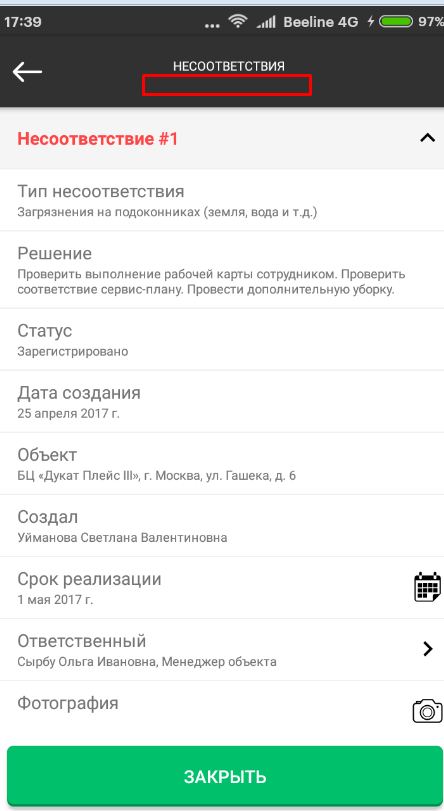 17:39 ... Beeline 4G 97%
НЕСООТВЕТСТВИЯ
Несоответствие #1
Тип несоответствия
Загрязнения на подоконниках (земля, вода и т.д.)
Решение
Проверить выполнение рабочей карты сотрудником. Проверить
соответствие сервис-плану. Провести дополнительную уборку.
Статус
Зарегистрировано
Дата создания
25 апреля 2017 г.
Объект
БЦ «Дукат Плейс III», г. Москва, ул. Гашека, д. 6
Создал
Уйманова Светлана Валентиновна
Срок реализации
1 мая 2017 г.
Ответственный
Сырбу Ольга Ивановна, Менеджер объекта
Фотография
ЗАКРЫТЬ